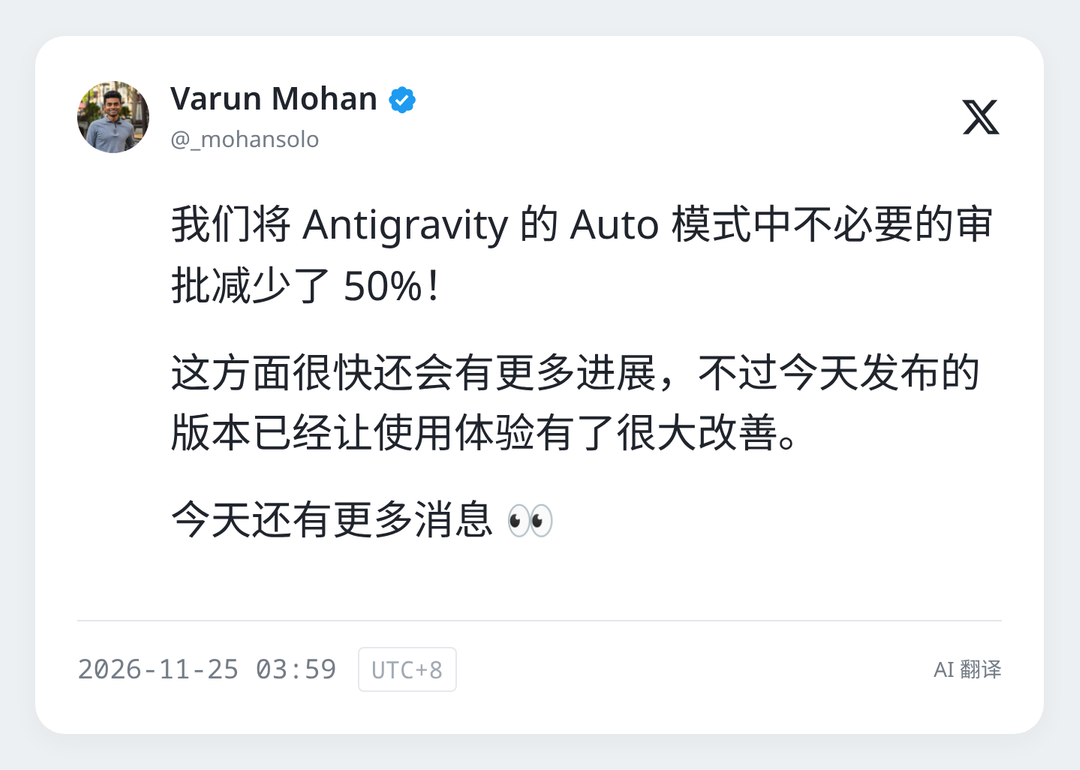 Varun Mohan
@_mohansolo
我们将 Antigravity 的 Auto 模式中不必要的审
批减少了 50%！
这方面很快还会有更多进展，不过今天发布的
版本已经让使用体验有了很大改善。
今天还有更多消息 👀
2026-11-25 03:59 UTC+8
AI 翻译